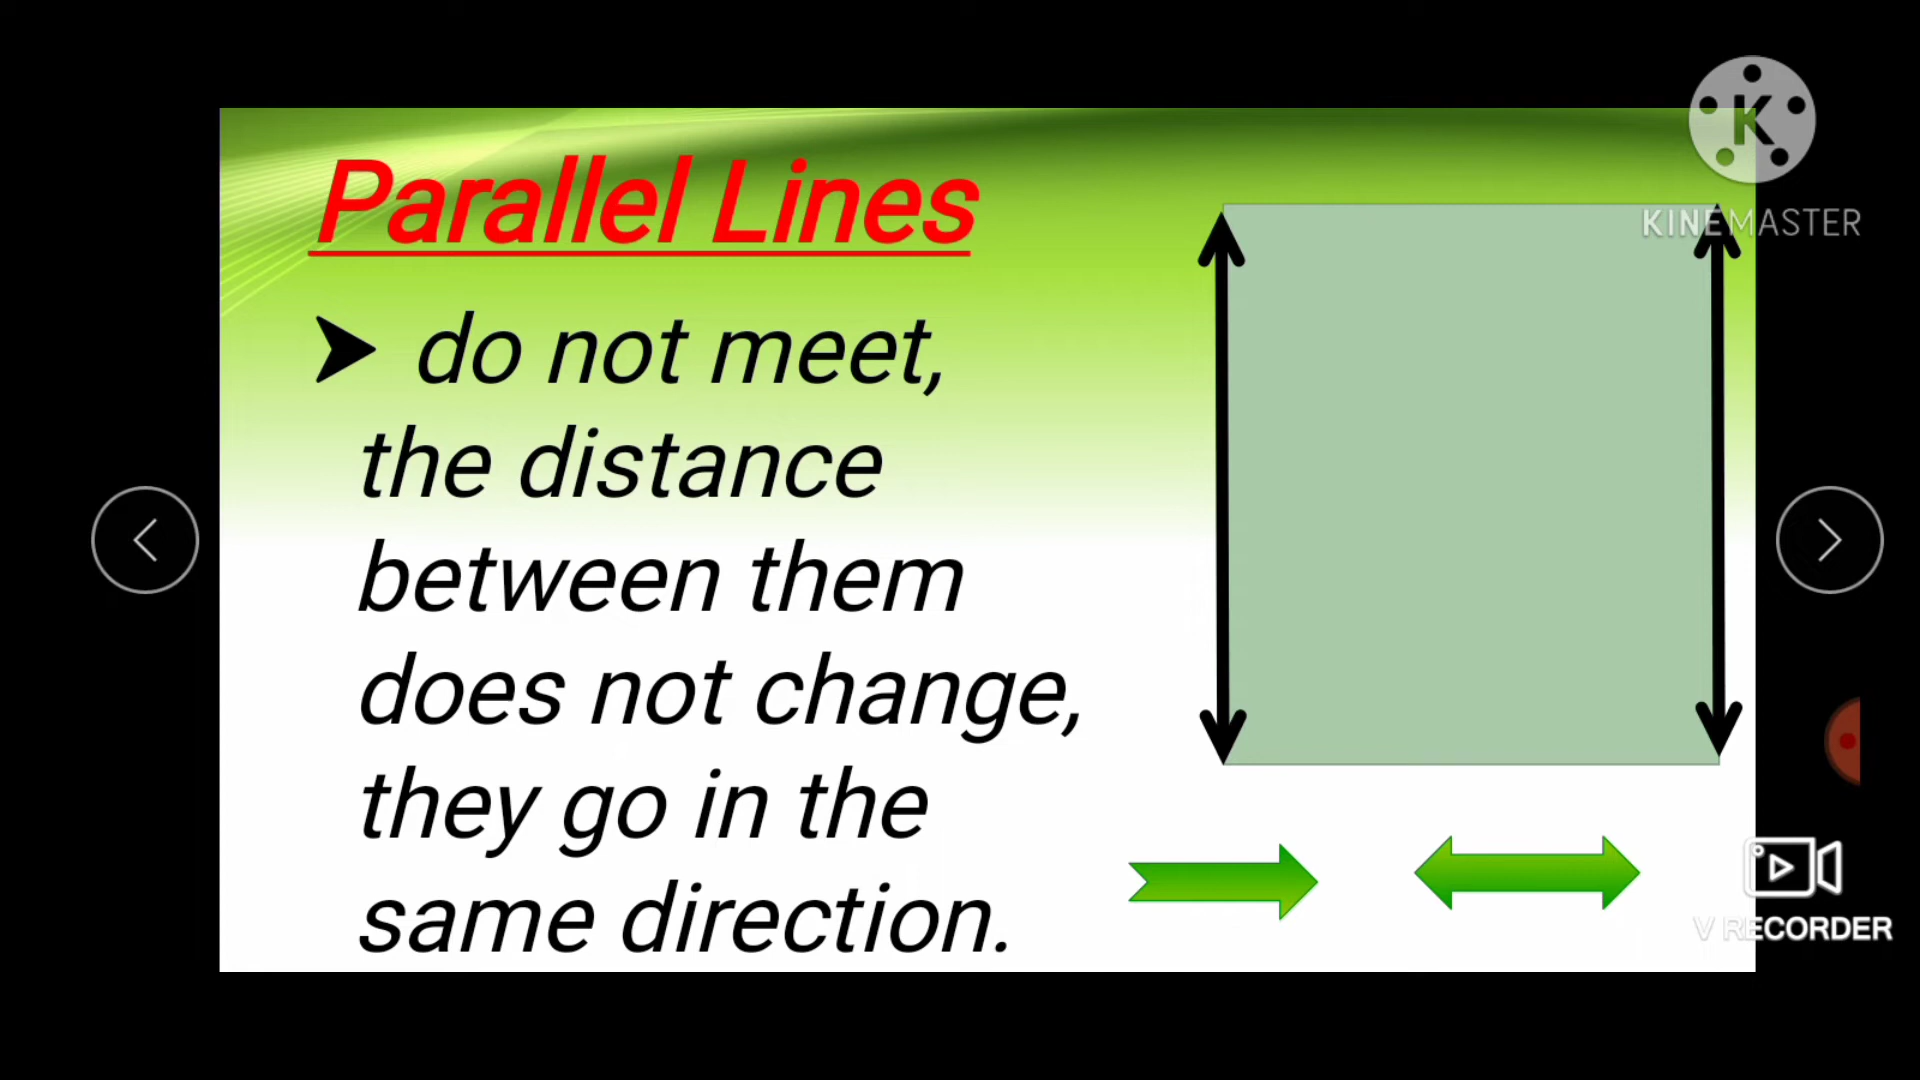 Parallel Lines
do not meet,
the distance
between them
does not change,
they go in the
same direction.
K
KINEMASTER
V RECORDER